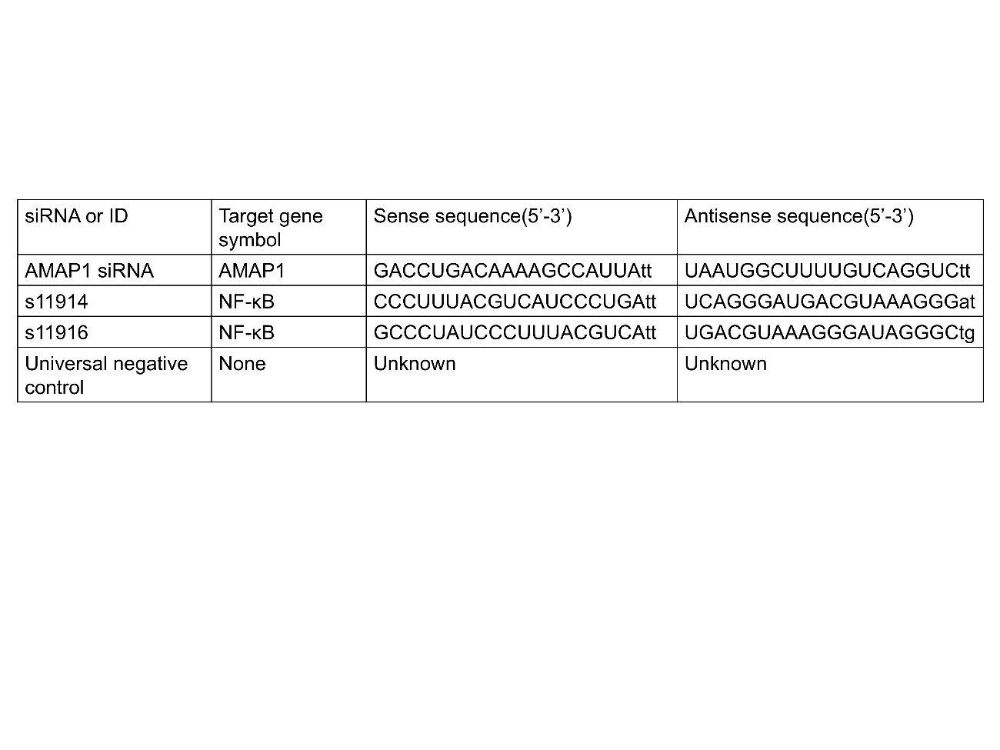 siRNA or ID
Target gene
symbol
Sense sequence(5’-3’)
Antisense sequence(5’-3’)
AMAP1 siRNA
AMAP1
GACCUGACAAAAGCCAUUAtt
UAAUGGCUUUUGUCAGGUCtt
s11914
NF-κB
CCCUUUACGUCAUCCCUGAtt
UCAGGGAUGACGUAAAGGGat
s11916
NF-κB
GCCCUAUCCCUUUACGUCAtt
UGACGUAAAGGGAUAGGGCtg
Universal negative
control
None
Unknown
Unknown